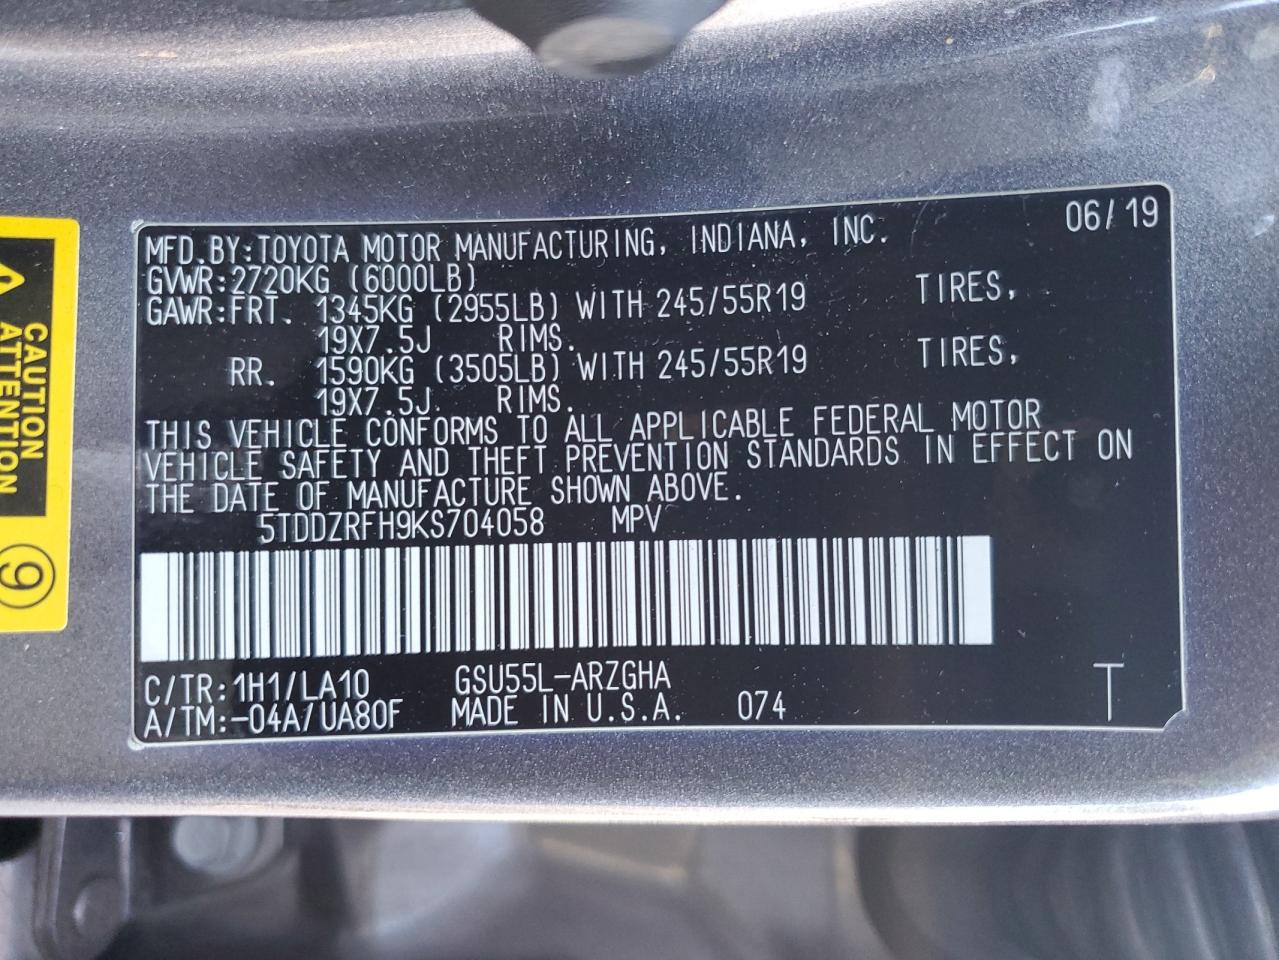 06/19
MFD.BY:TOYOTA MOTOR MANUFACTURING, INDIANA, INC.
GVWR:2720KG (6000LB)
GAWR:FRT. 1345KG (2955LB) WITH 245/55R19 TIRES,
19X7.5J RIMS.
RR. 1590KG (3505LB) WITH 245/55R19 TIRES,
19X7.5J RIMS.
THIS VEHICLE CONFORMS TO ALL APPLICABLE FEDERAL MOTOR
VEHICLE SAFETY AND THEFT PREVENTION STANDARDS IN EFFECT ON
THE DATE OF MANUFACTURE SHOWN ABOVE.
5TDDZRFH9KS704058 MPV
C/TR:1H1/LA10 GSU55L-ARZGHA
A/TM:-04A/UA80F MADE IN U.S.A. 074
T
CAUTION
ATTENTION
9